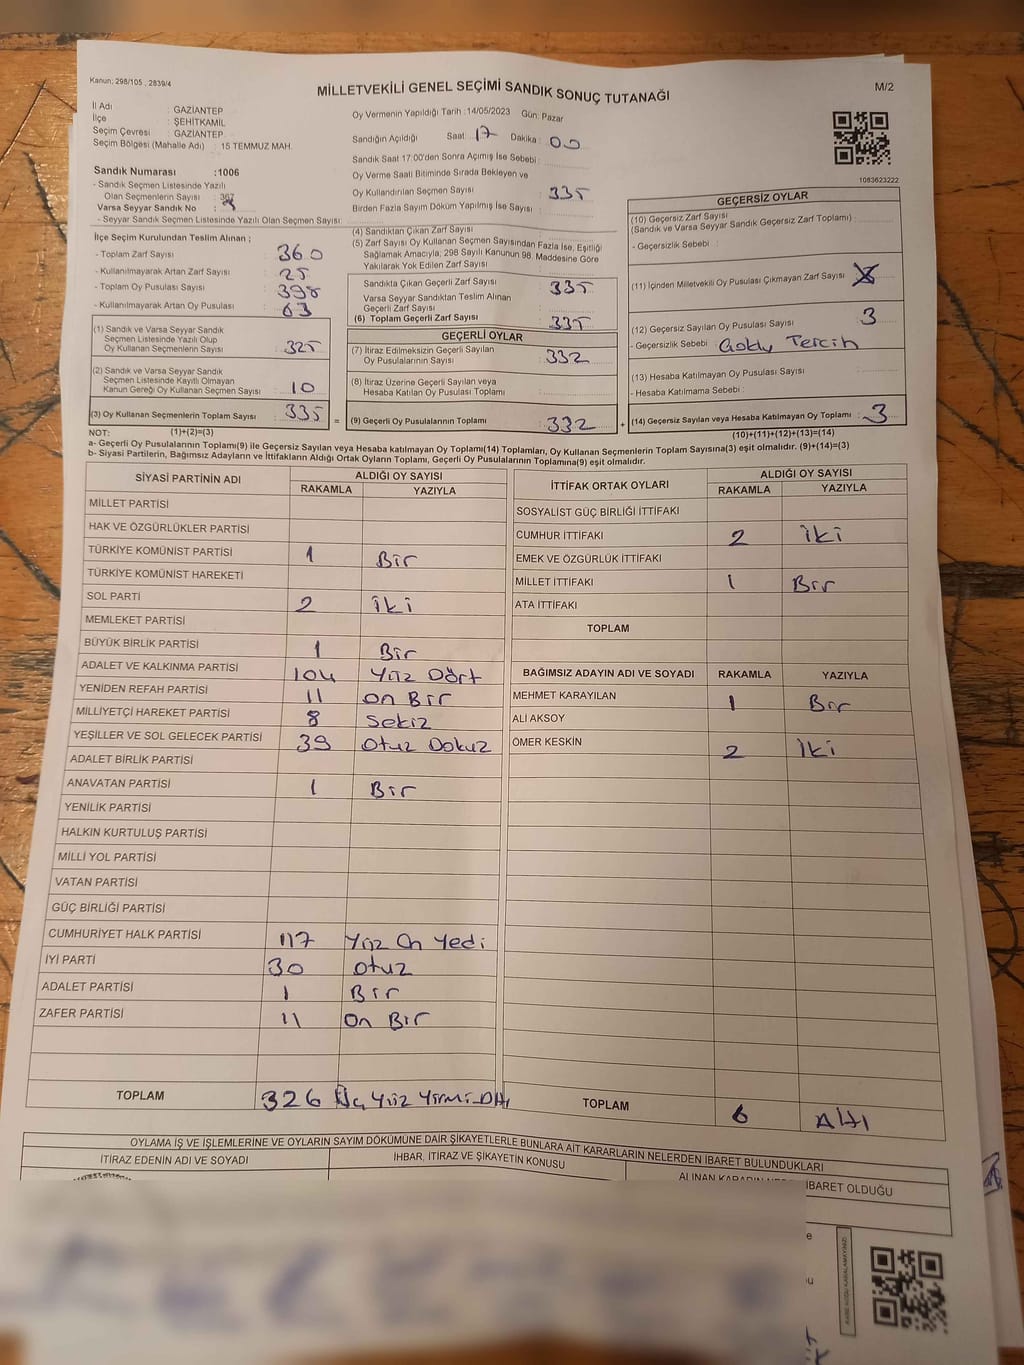 Kanun; 298/105 , 2839/4
MİLLETVEKİLİ GENEL SEÇİMİ SANDIK SONUÇ TUTANAĞI
M/2
İl Adı : GAZİANTEP
İlçe : ŞEHİTKAMİL
Seçim Çevresi : GAZİANTEP
Seçim Bölgesi (Mahalle Adı) : 15 TEMMUZ MAH.
Sandık Numarası :1006
- Sandık Seçmen Listesinde Yazılı
Olan Seçmenlerin Sayısı :
Varsa Seyyar Sandık No :
- Seyyar Sandık Seçmen Listesinde Yazılı Olan Seçmen Sayısı:
Oy Vermenin Yapıldığı Tarih :14/05/2023 Gün: Pazar
Sandığın Açıldığı Saat: 17 Dakika : 00
Sandık Saat 17:00'den Sonra Açımış İse Sebebi :
Oy Verme Saati Bitiminde Sırada Bekleyen ve
Oy Kullandırılan Seçmen Sayısı : 335
Birden Fazla Sayım Döküm Yapılmış İse Sayısı :
1083623222
İlçe Seçim Kurulundan Teslim Alınan ;
- Toplam Zarf Sayısı : 360
- Kullanılmayarak Artan Zarf Sayısı : 25
- Toplam Oy Pusulası Sayısı : 398
- Kullanılmayarak Artan Oy Pusulası : 63
(1) Sandık ve Varsa Seyyar Sandık
Seçmen Listesinde Yazılı Olup
Oy Kullanan Seçmenlerin Sayısı : 325
(2) Sandık ve Varsa Seyyar Sandık
Seçmen Listesinde Kayıtlı Olmayan
Kanun Gereği Oy Kullanan Seçmen Sayısı : 10
(3) Oy Kullanan Seçmenlerin Toplam Sayısı : 335 =
(4) Sandıktan Çıkan Zarf Sayısı :
(5) Zarf Sayısı Oy Kullanan Seçmen Sayısından Fazla İse, Eşitliği
Sağlamak Amacıyla, 298 Sayılı Kanunun 98. Maddesine Göre
Yakılarak Yok Edilen Zarf Sayısı :
Sandıkta Çıkan Geçerli Zarf Sayısı : 335
Varsa Seyyar Sandıktan Teslim Alınan
Geçerli Zarf Sayısı :
(6) Toplam Geçerli Zarf Sayısı : 335
GEÇERLİ OYLAR
(7) İtiraz Edilmeksizin Geçerli Sayılan
Oy Pusulalarının Sayısı : 332
(8) İtiraz Üzerine Geçerli Sayılan veya
Hesaba Katılan Oy Pusulası Toplamı :
(9) Geçerli Oy Pusulalarının Toplamı : 332 +
GEÇERSİZ OYLAR
(10) Geçersiz Zarf Sayısı
(Sandık ve Varsa Seyyar Sandık Geçersiz Zarf Toplamı) :
- Geçersizlik Sebebi :
(11) İçinden Milletvekili Oy Pusulası Çıkmayan Zarf Sayısı :
(12) Geçersiz Sayılan Oy Pusulası Sayısı : 3
- Geçersizlik Sebebi : Çoklu Tercih
(13) Hesaba Katılmayan Oy Pusulası Sayısı :
- Hesaba Katılmama Sebebi :
(14) Geçersiz Sayılan veya Hesaba Katılmayan Oy Toplamı : 3
NOT: (1)+(2)=(3)
(10)+(11)+(12)+(13)=(14)
a- Geçerli Oy Pusulalarının Toplamı(9) ile Geçersiz Sayılan veya Hesaba katılmayan Oy Toplamı(14) Toplamları, Oy Kullanan Seçmenlerin Toplam Sayısına(3) eşit olmalıdır. (9)+(14)=(3)
b- Siyasi Partilerin, Bağımsız Adayların ve İttifakların Aldığı Ortak Oyların Toplamı, Geçerli Oy Pusulalarının Toplamına(9) eşit olmalıdır.
SİYASİ PARTİNİN ADI ALDIĞI OY SAYISI
RAKAMLA YAZIYLA
MİLLET PARTİSİ
HAK VE ÖZGÜRLÜKLER PARTİSİ
TÜRKİYE KOMÜNİST PARTİSİ 1 Bir
TÜRKİYE KOMÜNİST HAREKETİ
SOL PARTİ 2 iki
MEMLEKET PARTİSİ
BÜYÜK BİRLİK PARTİSİ 1 Bir
ADALET VE KALKINMA PARTİSİ 104 Yüz Dört
YENİDEN REFAH PARTİSİ 11 on Bir
MİLLİYETÇİ HAREKET PARTİSİ 8 Sekiz
YEŞİLLER VE SOL GELECEK PARTİSİ 39 Otuz Dokuz
ADALET BİRLİK PARTİSİ
ANAVATAN PARTİSİ 1 Bir
YENİLİK PARTİSİ
HALKIN KURTULUŞ PARTİSİ
MİLLİ YOL PARTİSİ
VATAN PARTİSİ
GÜÇ BİRLİĞİ PARTİSİ
CUMHURİYET HALK PARTİSİ 117 Yüz On Yedi
İYİ PARTİ 30 otuz
ADALET PARTİSİ 1 Bir
ZAFER PARTİSİ 11 On Bir
TOPLAM 326 Üç Yüz Yirmi Altı
İTTİFAK ORTAK OYLARI ALDIĞI OY SAYISI
RAKAMLA YAZIYLA
SOSYALİST GÜÇ BİRLİĞİ İTTİFAKI
CUMHUR İTTİFAKI 2 iki
EMEK VE ÖZGÜRLÜK İTTİFAKI
MİLLET İTTİFAKI 1 Bir
ATA İTTİFAKI
TOPLAM
BAĞIMSIZ ADAYIN ADI VE SOYADI RAKAMLA YAZIYLA
MEHMET KARAYILAN 1 Bir
ALİ AKSOY
ÖMER KESKİN 2 İki
TOPLAM 6 Altı
OYLAMA İŞ VE İŞLEMLERİNE VE OYLARIN SAYIM DÖKÜMÜNE DAİR ŞİKAYETLERLE BUNLARA AİT KARARLARIN NELERDEN İBARET BULUNDUKLARI
İTİRAZ EDENİN ADI VE SOYADI
İHBAR, İTİRAZ VE ŞİKAYETİN KONUSU
İBARET OLDUĞU